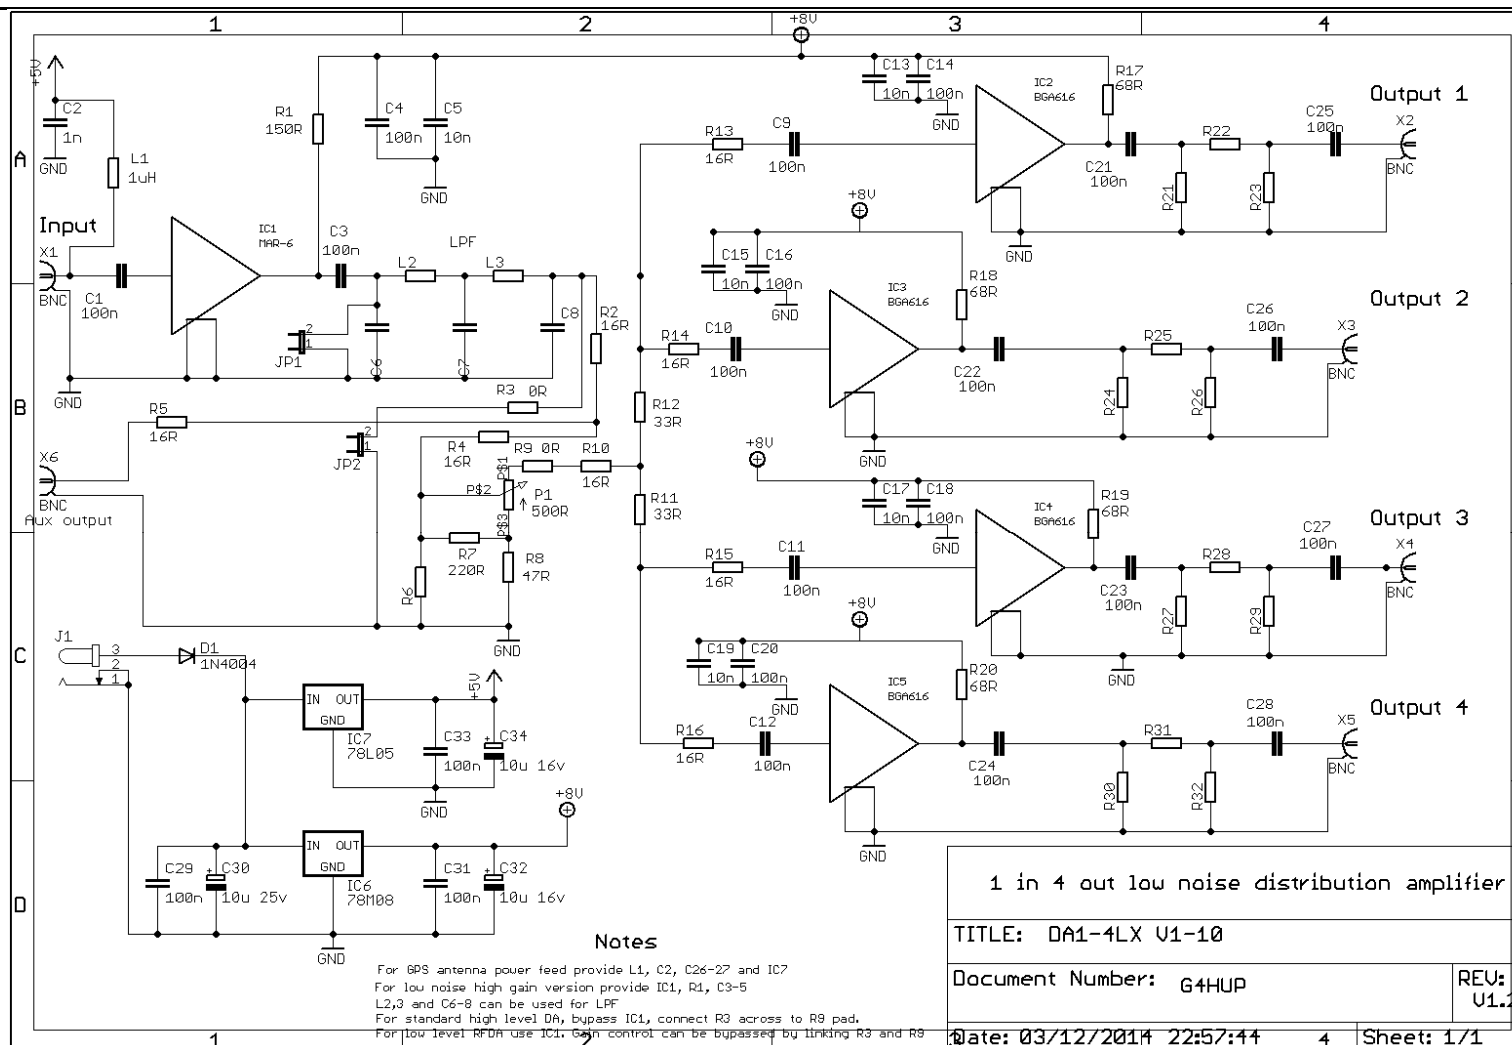 1 2 3 4
+8V
+5V
C2
1n
GND
L1
1uH
R1
150R
C4
100n
C5
10n
GND
C13
10n
C14
100n
GND
IC2
BGA616
R17
68R
Output 1
R13
16R
C9
100n
C21
100n
R22
C25
100n
X2
BNC
R21
R23
GND
A
Input
X1
BNC
C1
100n
IC1
MAR-6
C3
100n
LPF
L2
L3
C6
C7
C8
R2
16R
2
1
JP1
GND
+8V
C15
10n
C16
100n
GND
IC3
BGA616
R18
68R
Output 2
R14
16R
C10
100n
C22
100n
R25
C26
100n
X3
BNC
R24
R26
GND
B
R3 0R
R5
16R
R12
33R
2
1
JP2
R4
16R
R9 0R
R10
16R
X6
BNC
Aux output
P$1
P$2
P$3
P1
500R
R11
33R
R7
220R
R8
47R
R6
GND
+8V
C17
10n
C18
100n
GND
IC4
BGA616
R19
68R
Output 3
R15
16R
C11
100n
C23
100n
R28
C27
100n
X4
BNC
R27
R29
GND
C
J1
3
2
1
D1
1N4004
+5V
IN OUT
GND
IC7
78L05
C33
100n
C34
10u 16v
GND
+8V
C19
10n
C20
100n
GND
IC5
BGA616
R20
68R
Output 4
R16
16R
C12
100n
C24
100n
R31
C28
100n
X5
BNC
R30
R32
GND
D
+8V
C29
100n
C30
10u 25v
IN OUT
GND
IC6
78M08
C31
100n
C32
10u 16v
GND
Notes
For GPS antenna power feed provide L1, C2, C26-27 and IC7
For low noise high gain version provide IC1, R1, C3-5
L2,3 and C6-8 can be used for LPF
For standard high level DA, bypass IC1, connect R3 across to R9 pad.
For low level RFDA use IC1. Gain control can be bypassed by linking R3 and R9
1 in 4 out low noise distribution amplifier
TITLE: DA1-4LX V1-10
Document Number: G4HUP
REV:
Date: 03/12/2014 22:57:44
Sheet: 1/1
1 2 3 4